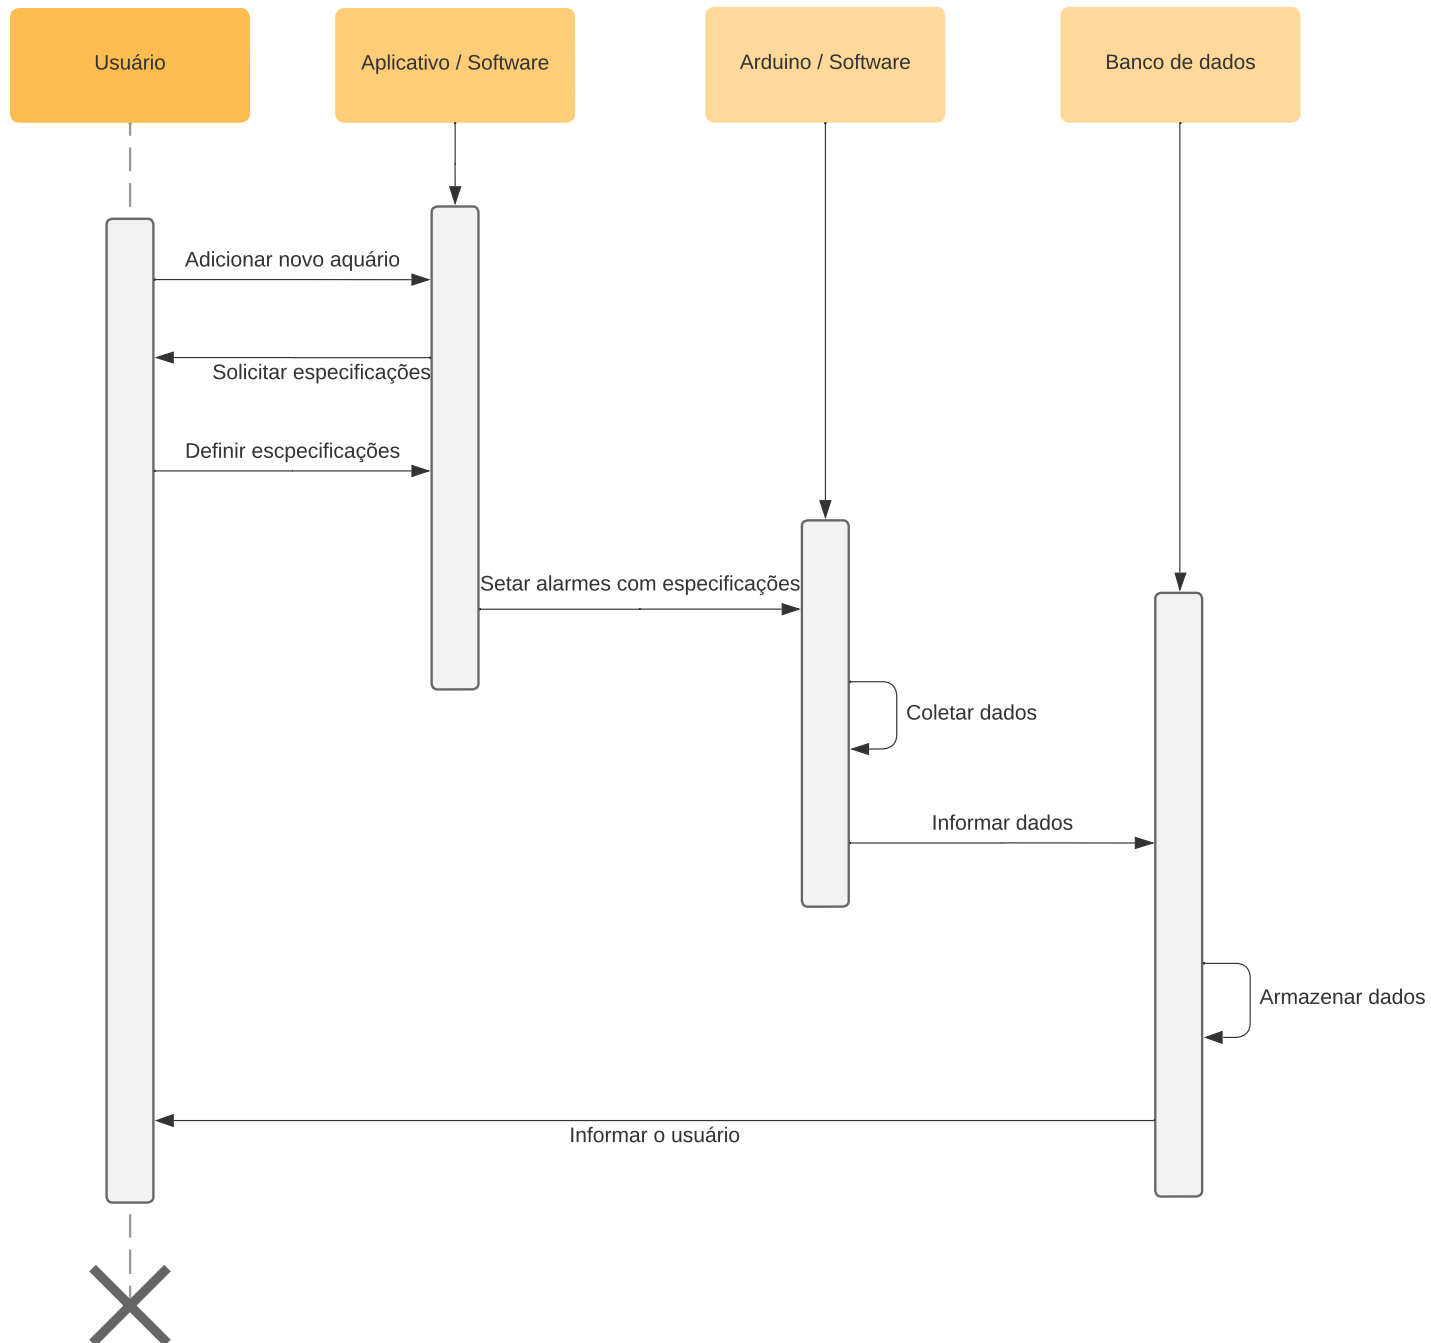 Usuário
Aplicativo / Software
Arduino / Software
Banco de dados
Adicionar novo aquário
Solicitar especificações
Definir escpecificações
Setar alarmes com especificações
Coletar dados
Informar dados
Armazenar dados
Informar o usuário